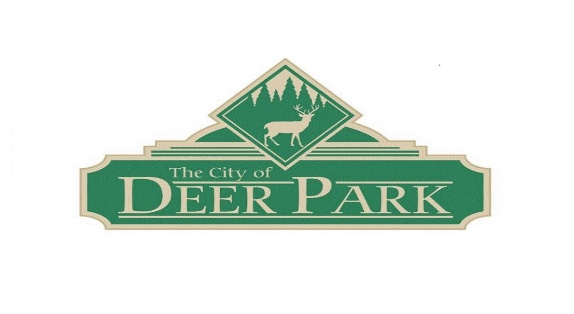 The City of
DEER PARK